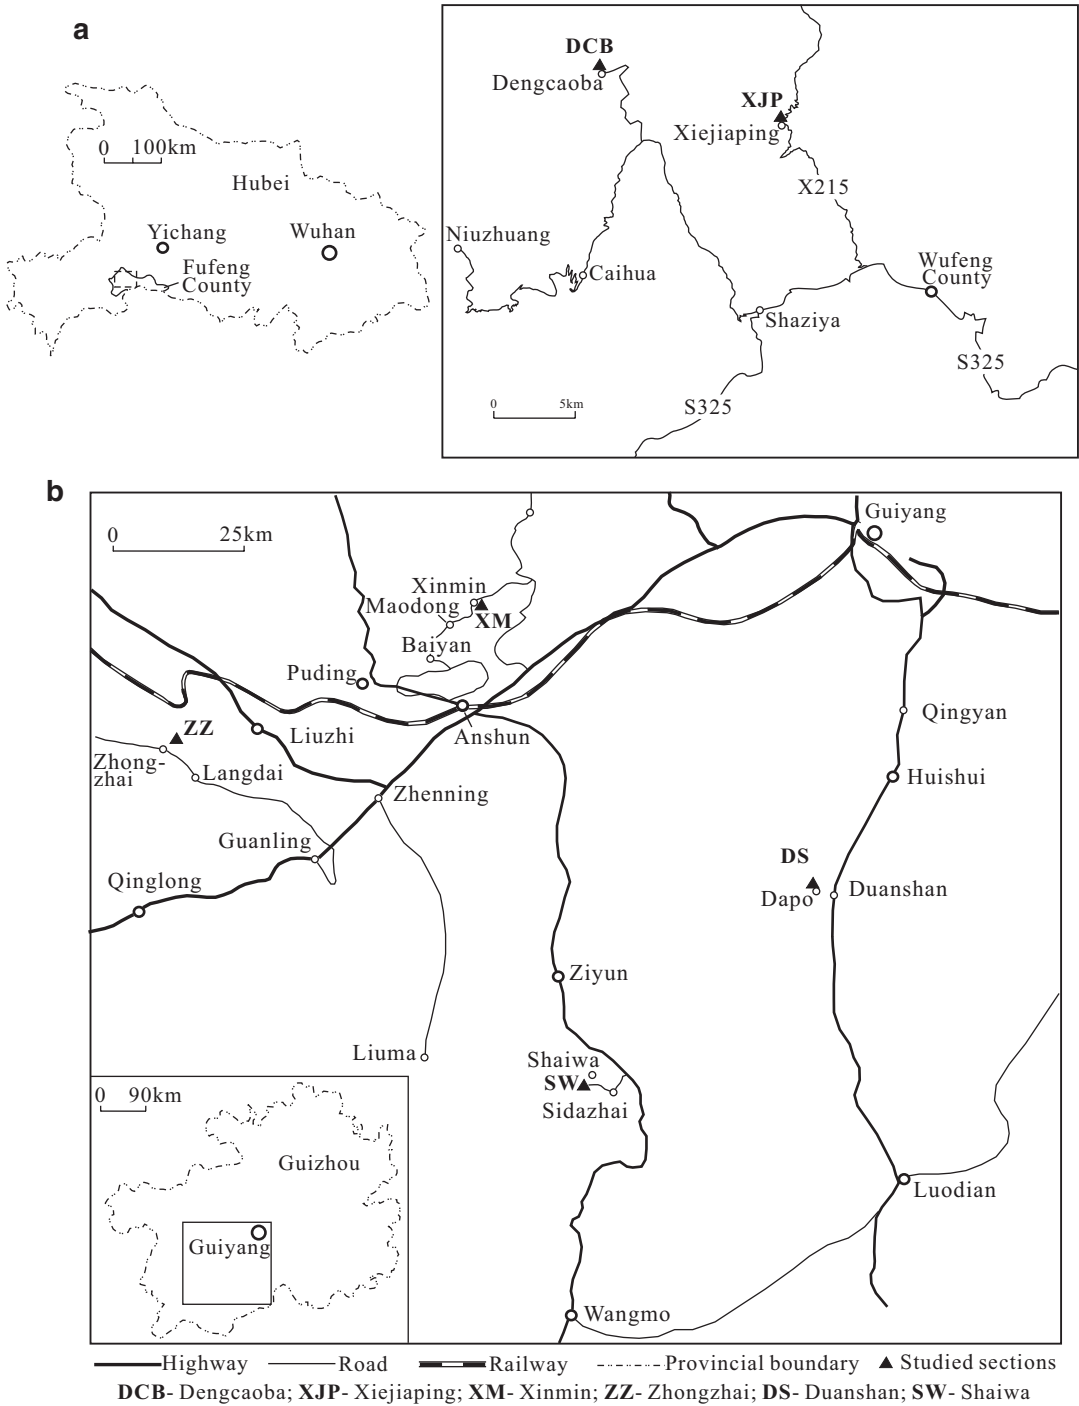 a
0 100km
Hubei
Yichang
Wuhan
Fufeng
County
DCB
Dengcaoba
XJP
Xiejiaping
X215
Niuzhuang
Caihua
Wufeng
County
Shaziya
S325
S325
0 5km
b
0 25km
Guiyang
Xinmin
Maodong
XM
Baiyan
Puding
ZZ
Liuzhi
Anshun
Zhong-
zhai
Langdai
Zhenning
Qingyan
Huishui
Guanling
Qinglong
DS
Dapo
Duanshan
Ziyun
Liuma
Shaiwa
SW
Sidazhai
0 90km
Guizhou
Guiyang
Luodian
Wangmo
Highway Road Railway Provincial boundary Studied sections
DCB- Dengcaoba; XJP- Xiejiaping; XM- Xinmin; ZZ- Zhongzhai; DS- Duanshan; SW- Shaiwa